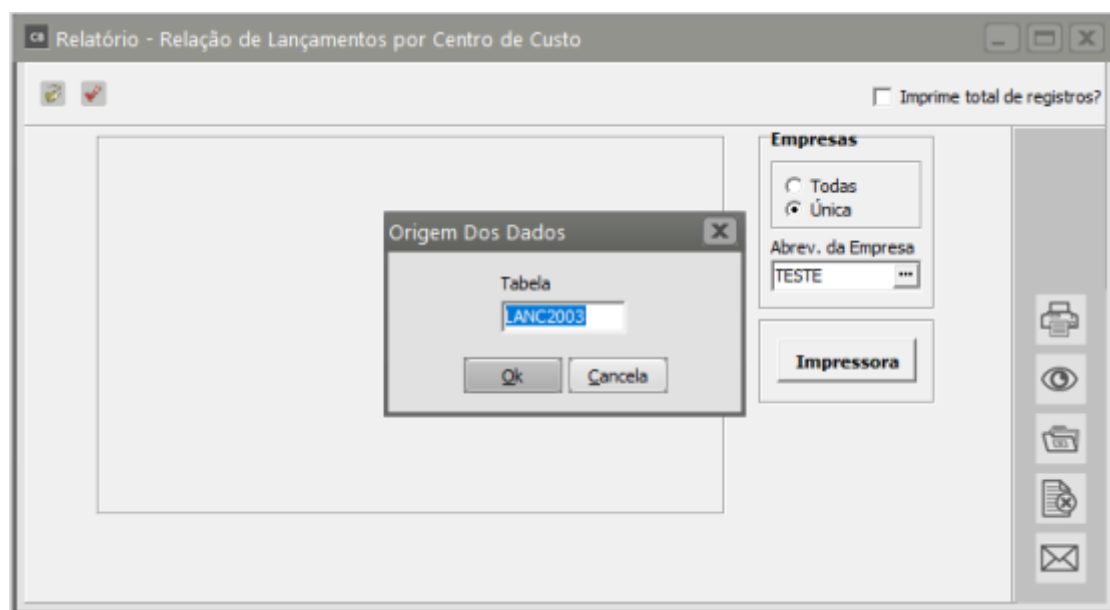 CB Relatório - Relação de Lançamentos por Centro de Custo
Imprime total de registros?
Empresas
Todas
Única
Abrev. da Empresa
TESTE ...
Impressora
Origem Dos Dados
Tabela
LANC2003
Ok Cancela